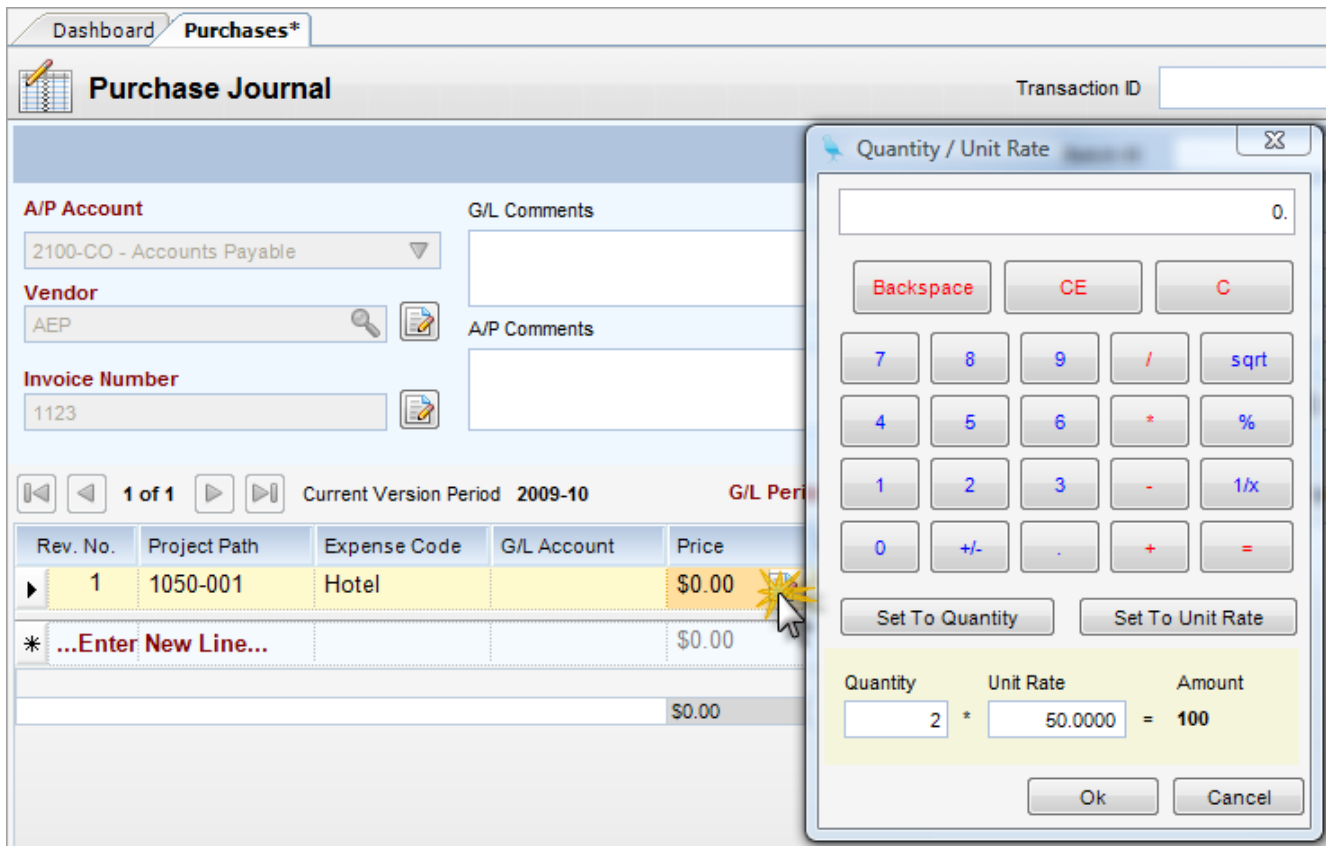 Dashboard Purchases*
Purchase Journal Transaction ID
Quantity / Unit Rate
A/P Account G/L Comments
0.
2100-CO - Accounts Payable
Backspace CE C
Vendor
AEP A/P Comments
7 8 9 / sqrt
Invoice Number
1123
4 5 6 * %
1 2 3 - 1/x
1 of 1 Current Version Period 2009-10 G/L Peri
Rev. No. Project Path Expense Code G/L Account Price
0 +/- . + =
1 1050-001 Hotel $0.00
Set To Quantity Set To Unit Rate
* ...Enter New Line... $0.00
Quantity Unit Rate Amount
$0.00
2 * 50.0000 = 100
Ok Cancel